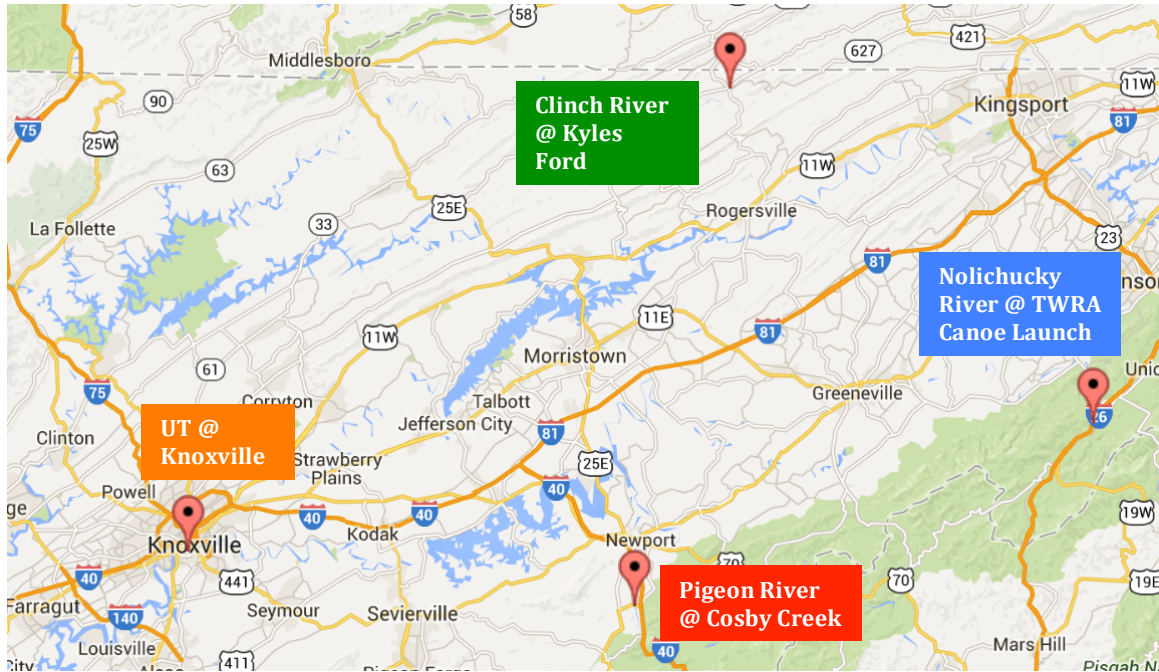 58
421
Middlesboro
627
11W
Clinch River
@ Kyles
Ford
90
Kingsport
75
81
25W
63
11W
25E
Rogersville
La Follette
33
23
81
Nolichucky
River @ TWRA
Canoe Launch
11E
81
11W
Morristown
61
75
Greeneville
Talbott
Corryton
Jefferson City
26
UT @
Knoxville
81
Clinton
Strawberry
Plains
25E
Powell
40
40
40
19W
Kodak
Knoxville
Newport
70
40
441
Pigeon River
@ Cosby Creek
70
19E
Farragut
Seymour
Sevierville
140
Louisville
40
Mars Hill
411